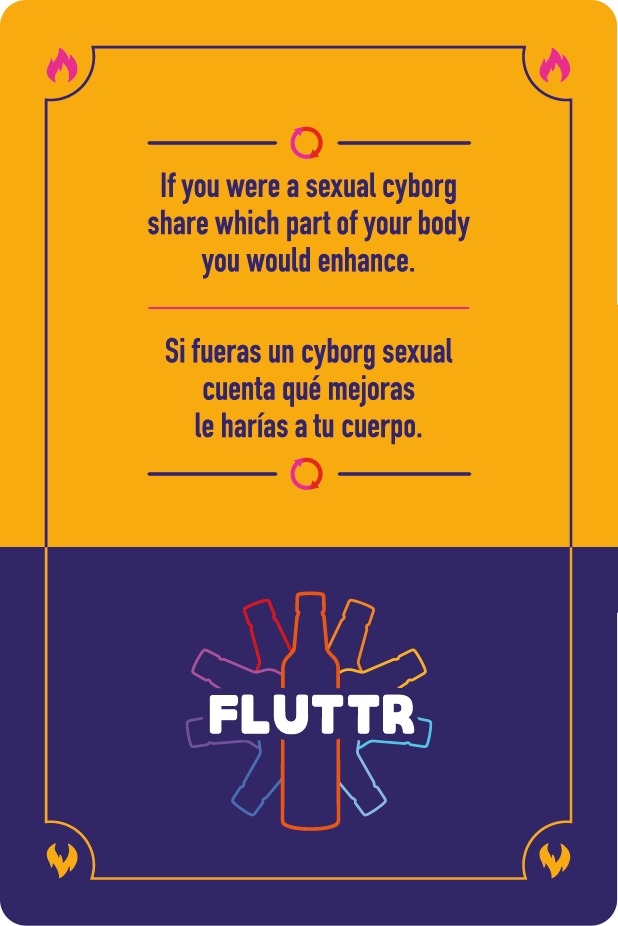 If you were a sexual cyborg
share which part of your body
you would enhance.
Si fueras un cyborg sexual
cuenta qué mejoras
le harías a tu cuerpo.
FLUTTR